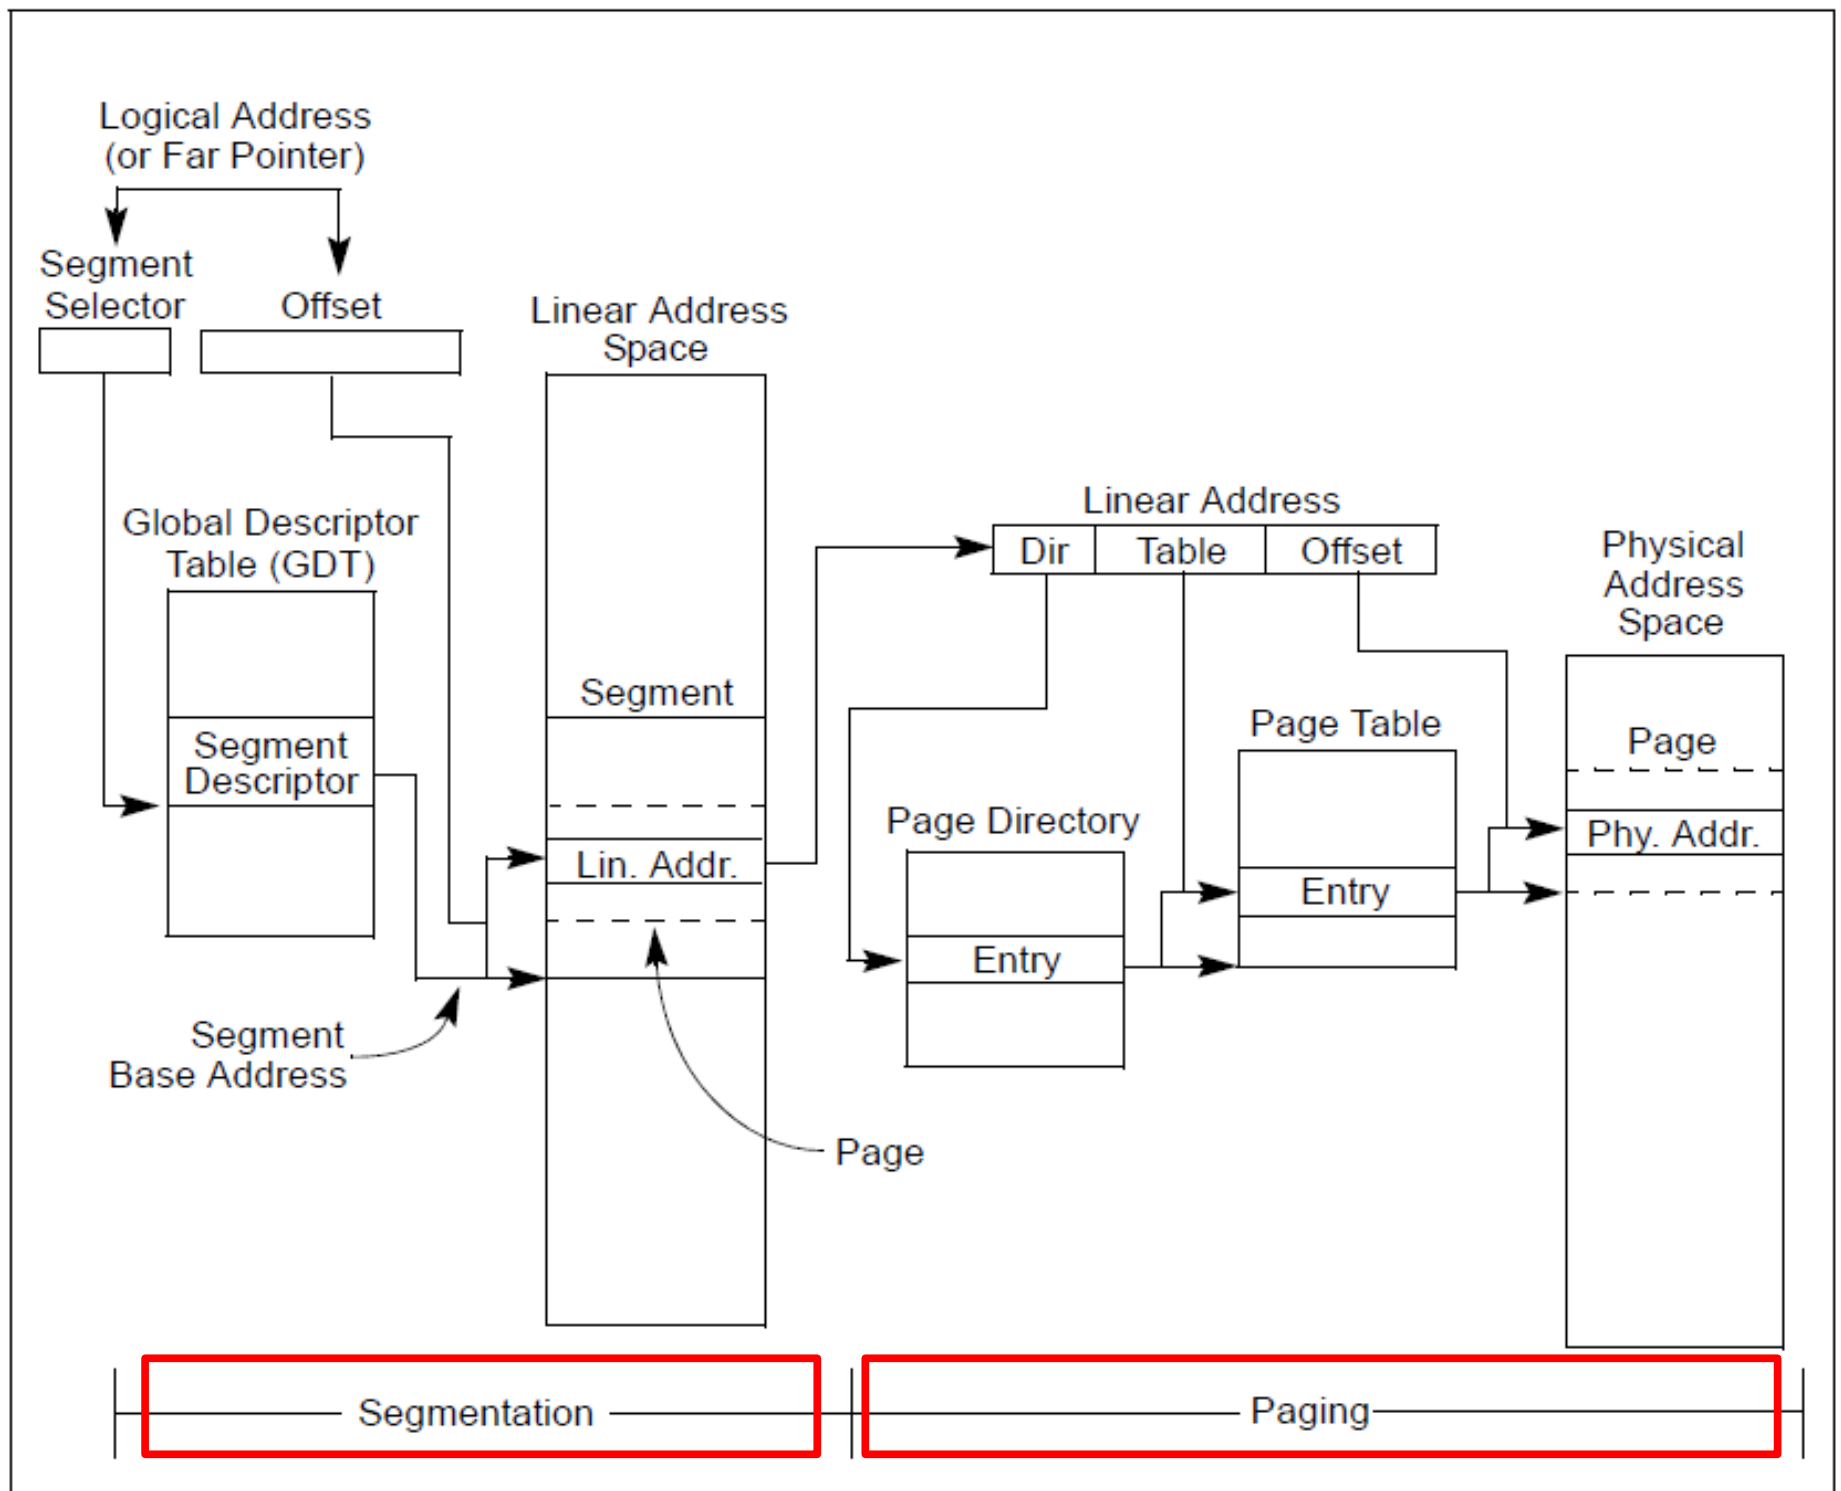 Logical Address
(or Far Pointer)
Segment
Selector
Offset
Linear Address
Space
Global Descriptor
Table (GDT)
Segment
Descriptor
Segment
Lin. Addr.
Segment
Base Address
Page
Linear Address
Dir
Table
Offset
Page Directory
Entry
Page Table
Entry
Physical
Address
Space
Page
Phy. Addr.
Segmentation
Paging